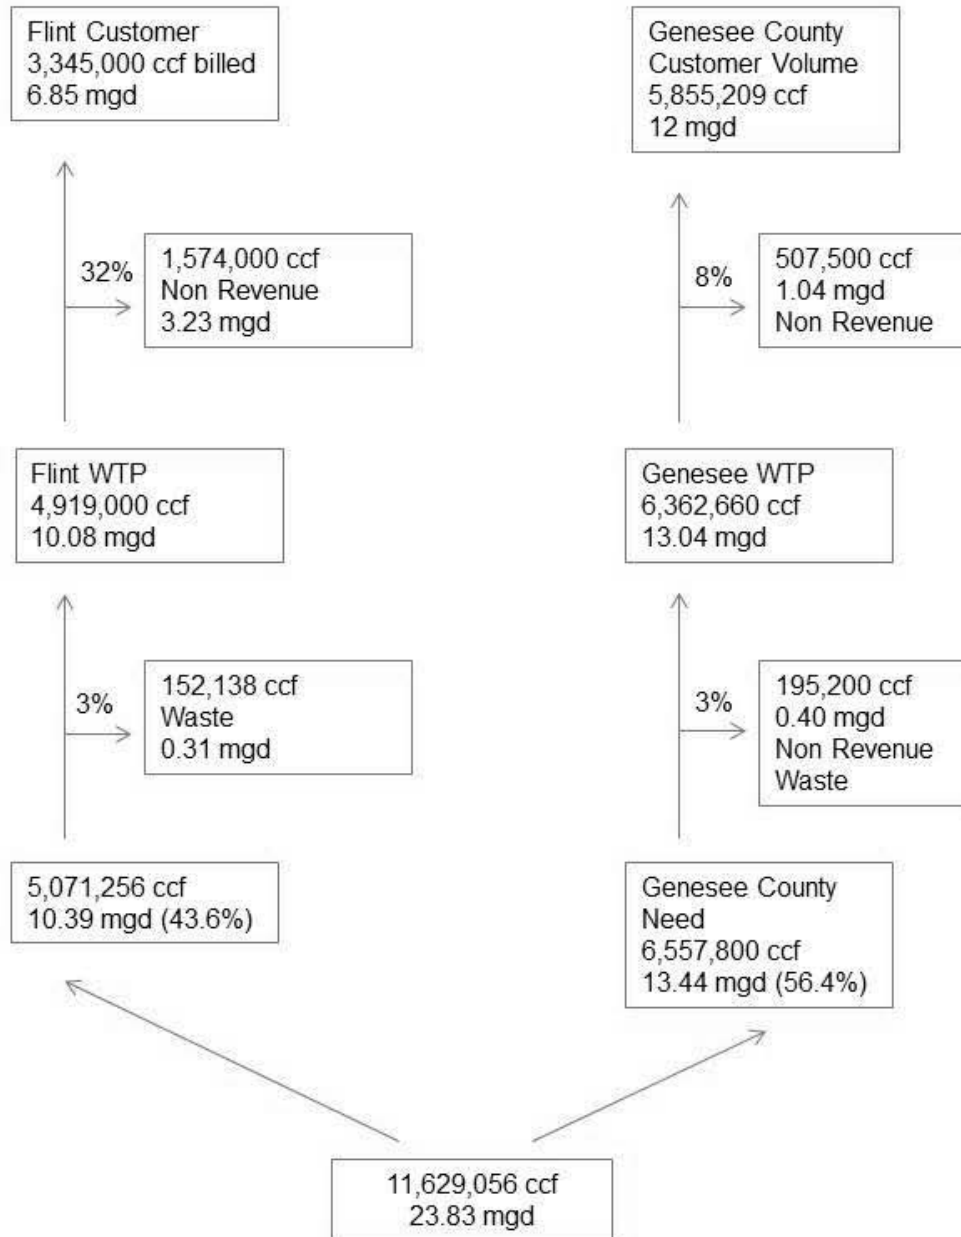 Flint Customer
3,345,000 ccf billed
6.85 mgd
Genesee County
Customer Volume
5,855,209 ccf
12 mgd
32%
1,574,000 ccf
Non Revenue
3.23 mgd
8%
507,500 ccf
1.04 mgd
Non Revenue
Flint WTP
4,919,000 ccf
10.08 mgd
Genesee WTP
6,362,660 ccf
13.04 mgd
3%
152,138 ccf
Waste
0.31 mgd
3%
195,200 ccf
0.40 mgd
Non Revenue
Waste
5,071,256 ccf
10.39 mgd (43.6%)
Genesee County
Need
6,557,800 ccf
13.44 mgd (56.4%)
11,629,056 ccf
23.83 mgd